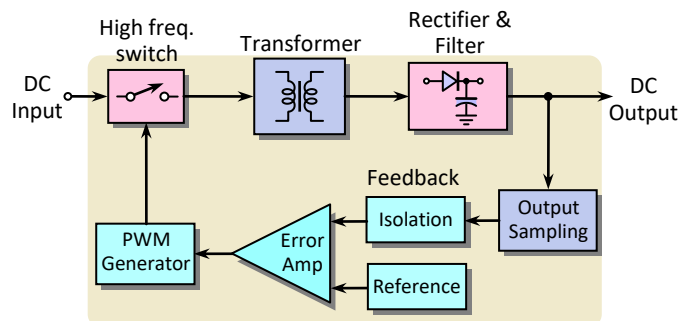 High freq.
switch
Transformer
Rectifier &
Filter
DC
Input
DC
Output
Feedback
Isolation
Output
Sampling
PWM
Generator
Error
Amp
Reference